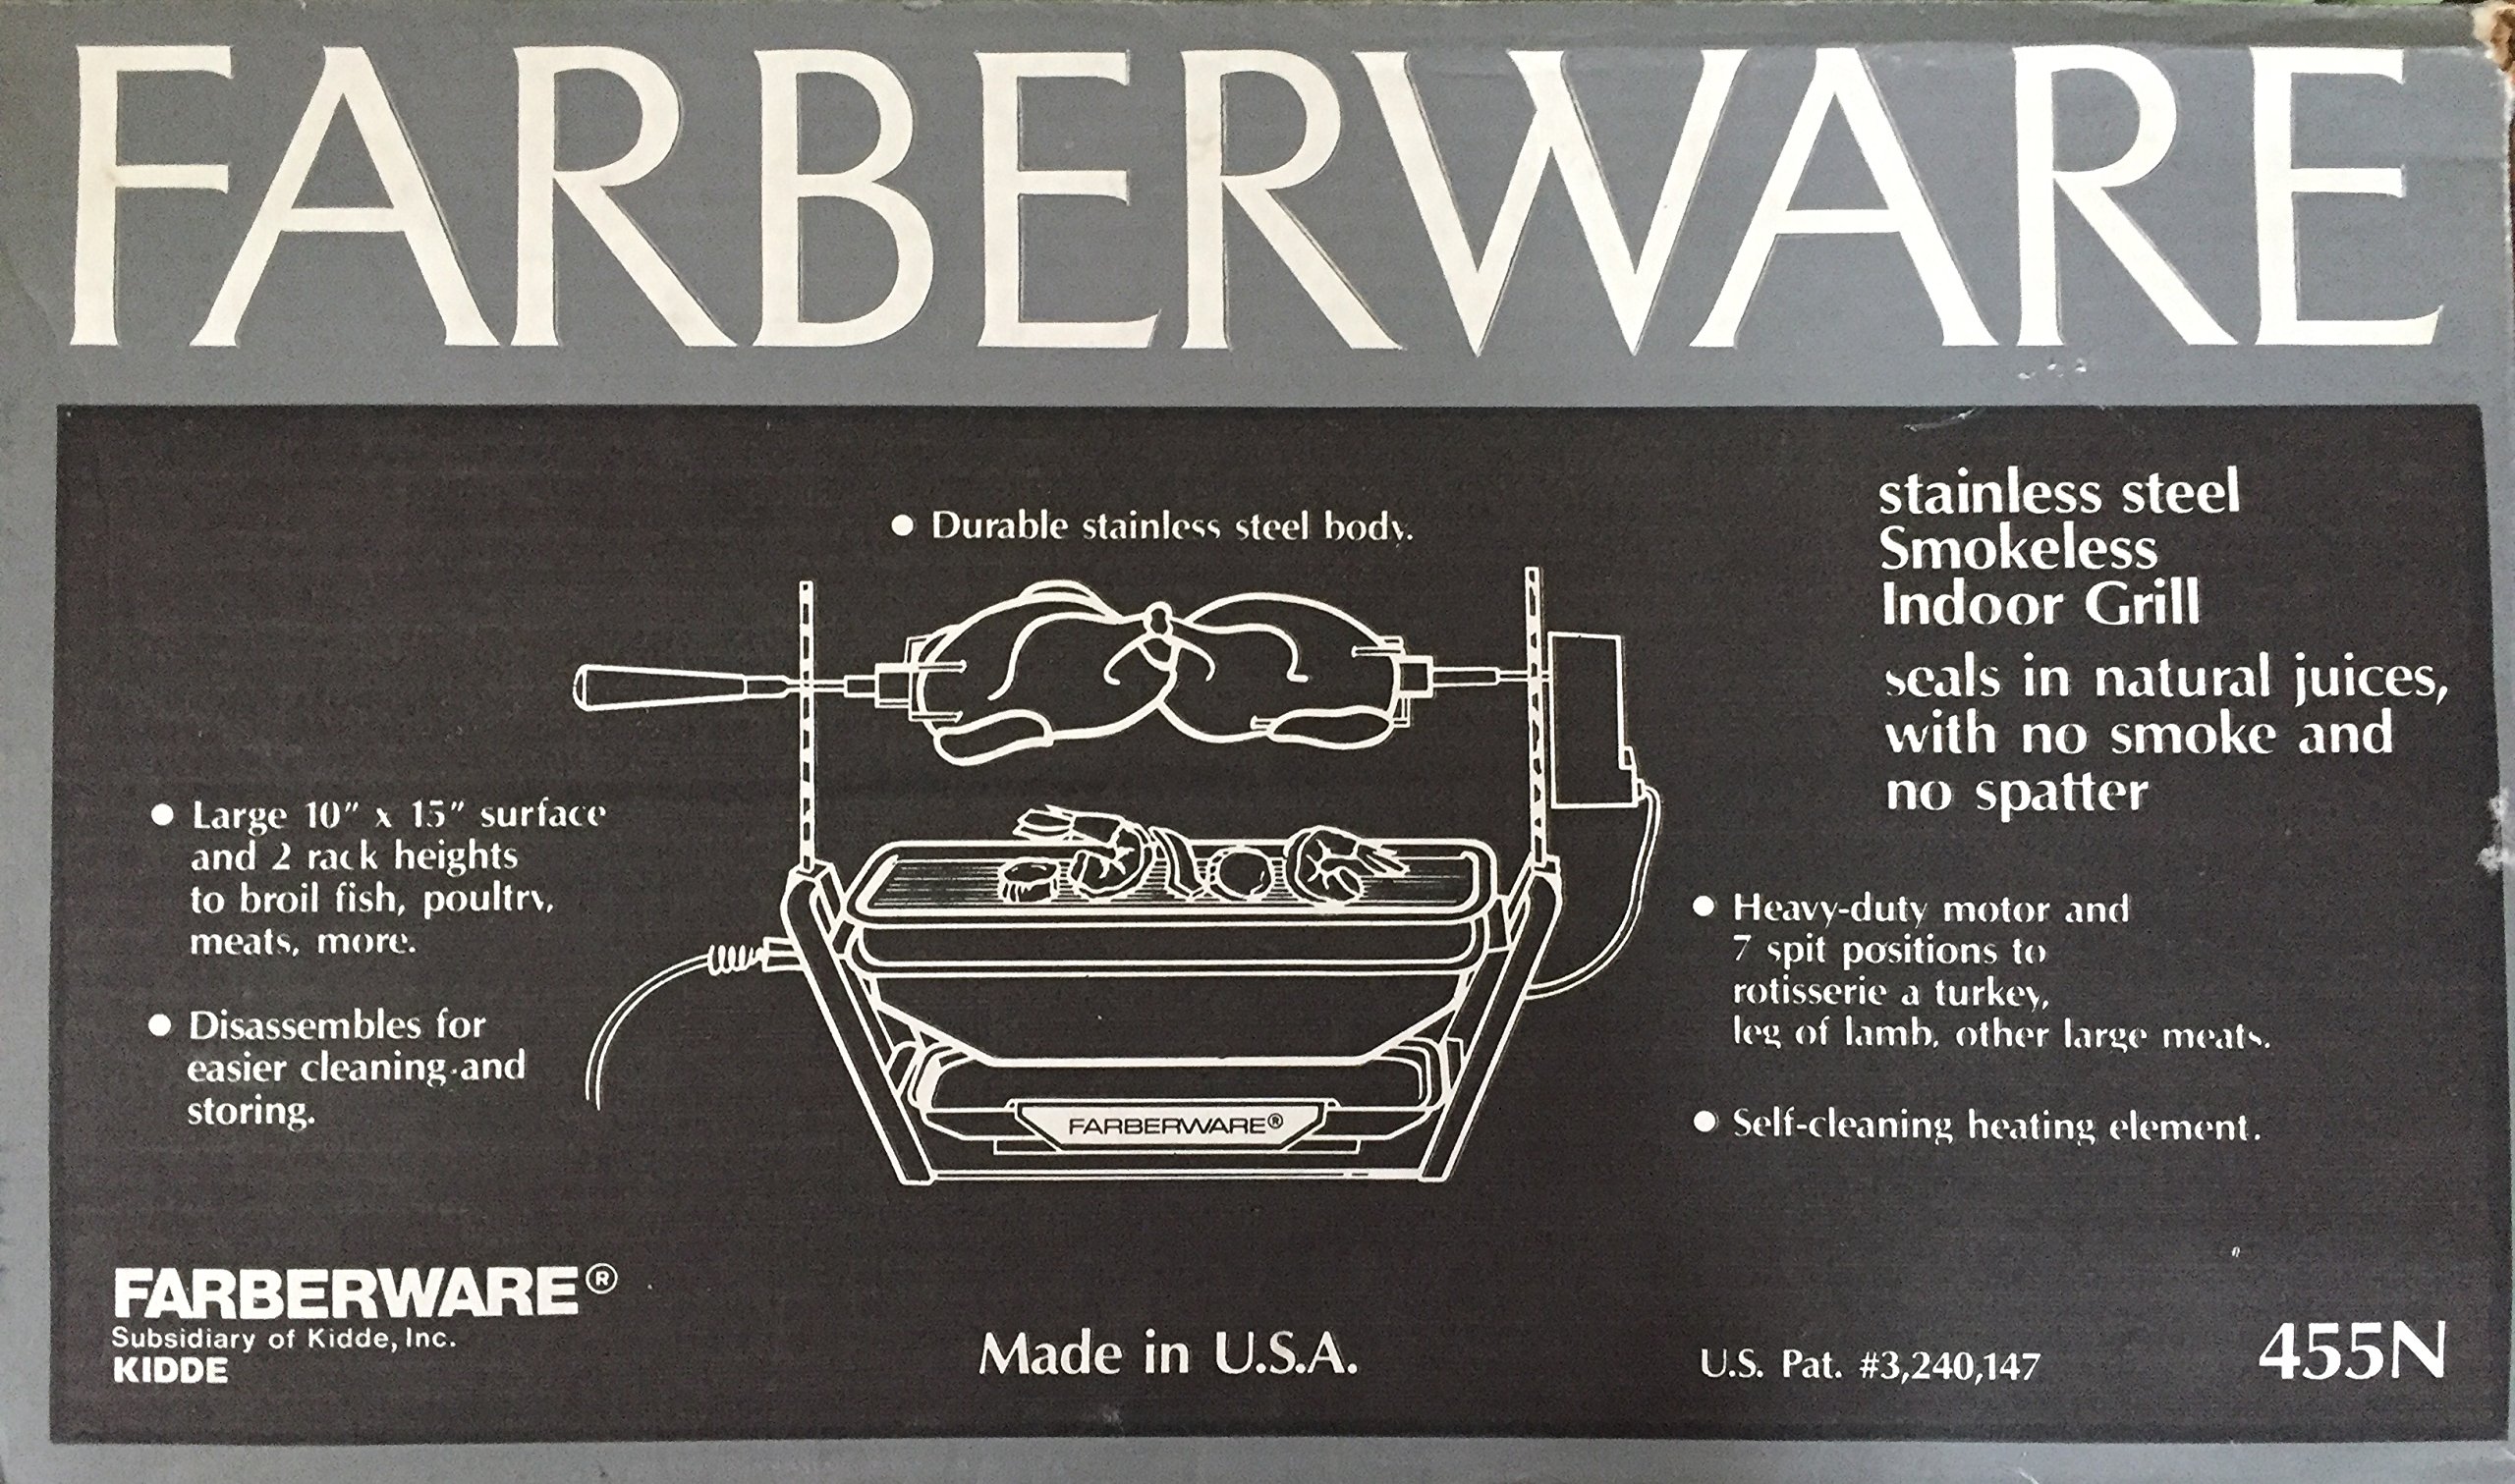 FARBERWARE
● Durable stainless steel body.
stainless steel
Smokeless
Indoor Grill
seals in natural juices,
with no smoke and
no spatter
● Large 10" x 15" surface
and 2 rack heights
to broil fish, poultry,
meats, more.
● Disassembles for
easier cleaning and
storing.
● Heavy-duty motor and
7 spit positions to
rotisserie a turkey,
leg of lamb, other large meats.
● Self-cleaning heating element.
FARBERWARE®
FARBERWARE®
Subsidiary of Kidde, Inc.
KIDDE
Made in U.S.A.
U.S. Pat. #3,240,147
455N